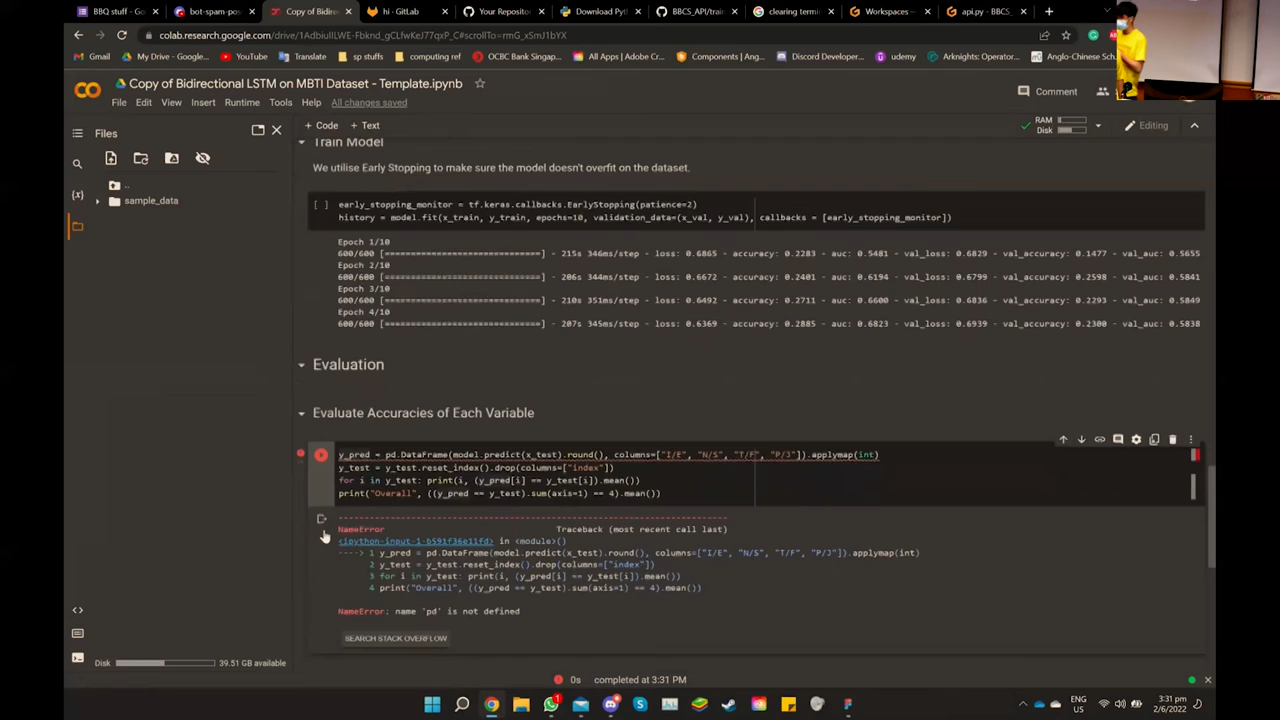 BBQ stuff - G
bot-spam-pos
Copy of Bidirect
hi · GitLab
Your Repositor
Download Pyth
BBCS_API/train
clearing termin
Workspaces —
api.py - BBCS_
colab.research.google.com/drive/1AdbiuIILWE-Fbknd_gCLfwKeJ77qxP_C#scrollTo=rmG_xSmJ1bYX
Gmail
My Drive - Googl...
YouTube
Translate
sp stuffs
computing ref
OCBC Bank Singap...
All Apps | Adobe Cr...
Components | Ang...
Discord Developer...
udemy
Arknights: Operator...
Anglo-Chinese Sch...
Copy of Bidirectional LSTM on MBTI Dataset - Template.ipynb
File Edit View Insert Runtime Tools Help All changes saved
Comment
Files
+ Code + Text
RAM
Disk
Editing
..
sample_data
Train Model
We utilise Early Stopping to make sure the model doesn't overfit on the dataset.
[ ] early_stopping_monitor = tf.keras.callbacks.EarlyStopping(patience=2)
history = model.fit(x_train, y_train, epochs=10, validation_data=(x_val, y_val), callbacks = [early_stopping_monitor])
Epoch 1/10
600/600 [==============================] - 215s 346ms/step - loss: 0.6865 - accuracy: 0.2283 - auc: 0.5481 - val_loss: 0.6829 - val_accuracy: 0.1477 - val_auc: 0.5655
Epoch 2/10
600/600 [==============================] - 206s 344ms/step - loss: 0.6672 - accuracy: 0.2401 - auc: 0.6194 - val_loss: 0.6799 - val_accuracy: 0.2598 - val_auc: 0.5841
Epoch 3/10
600/600 [==============================] - 210s 351ms/step - loss: 0.6492 - accuracy: 0.2711 - auc: 0.6600 - val_loss: 0.6836 - val_accuracy: 0.2293 - val_auc: 0.5849
Epoch 4/10
600/600 [==============================] - 207s 345ms/step - loss: 0.6369 - accuracy: 0.2885 - auc: 0.6823 - val_loss: 0.6939 - val_accuracy: 0.2300 - val_auc: 0.5838
Evaluation
Evaluate Accuracies of Each Variable
y_pred = pd.DataFrame(model.predict(x_test).round(), columns=["I/E", "N/S", "T/F", "P/J"]).applymap(int)
y_test = y_test.reset_index().drop(columns=["index"])
for i in y_test: print(i, (y_pred[i] == y_test[i]).mean())
print("Overall", ((y_pred == y_test).sum(axis=1) == 4).mean())
---------------------------------------------------------------------------
NameError Traceback (most recent call last)
<ipython-input-1-b591f36e11fd> in <module>()
----> 1 y_pred = pd.DataFrame(model.predict(x_test).round(), columns=["I/E", "N/S", "T/F", "P/J"]).applymap(int)
2 y_test = y_test.reset_index().drop(columns=["index"])
3 for i in y_test: print(i, (y_pred[i] == y_test[i]).mean())
4 print("Overall", ((y_pred == y_test).sum(axis=1) == 4).mean())
NameError: name 'pd' is not defined
SEARCH STACK OVERFLOW
Disk 39.51 GB available
0s completed at 3:31 PM
ENG
US
3:31 pm
2/6/2022